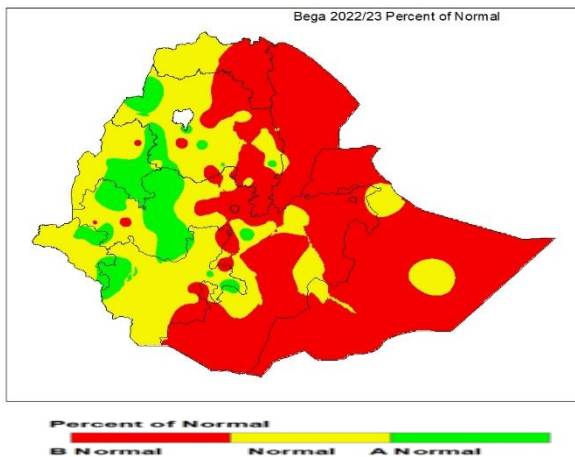 Bega 2022/23 Percent of Normal
Percent of Normal
B Normal Normal A Normal